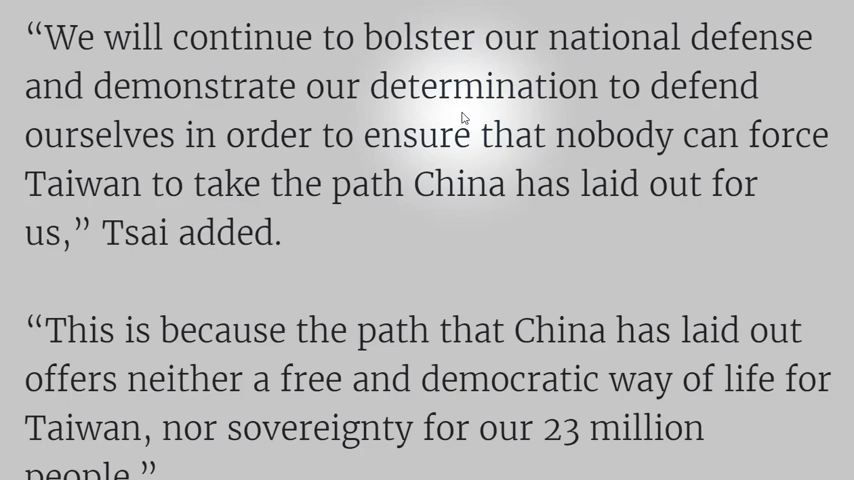 “We will continue to bolster our national defense
and demonstrate our determination to defend
ourselves in order to ensure that nobody can force
Taiwan to take the path China has laid out for
us,” Tsai added.
“This is because the path that China has laid out
offers neither a free and democratic way of life for
Taiwan, nor sovereignty for our 23 million
people.”